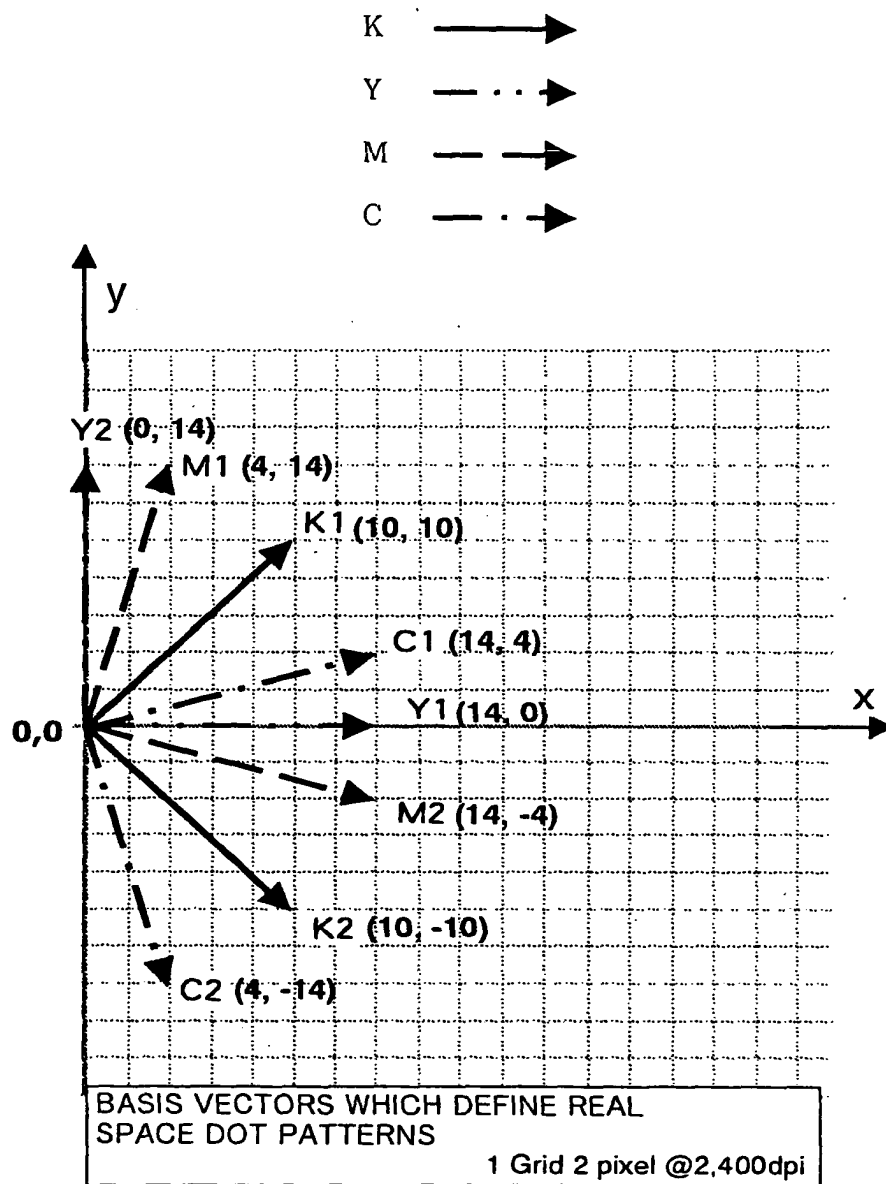 K
Y
M
C
y
Y2 (0, 14)
M1 (4, 14)
K1 (10, 10)
C1 (14, 4)
x
Y1 (14, 0)
0,0
M2 (14, -4)
K2 (10, -10)
C2 (4, -14)
BASIS VECTORS WHICH DEFINE REAL
SPACE DOT PATTERNS
1 Grid 2 pixel @2,400dpi